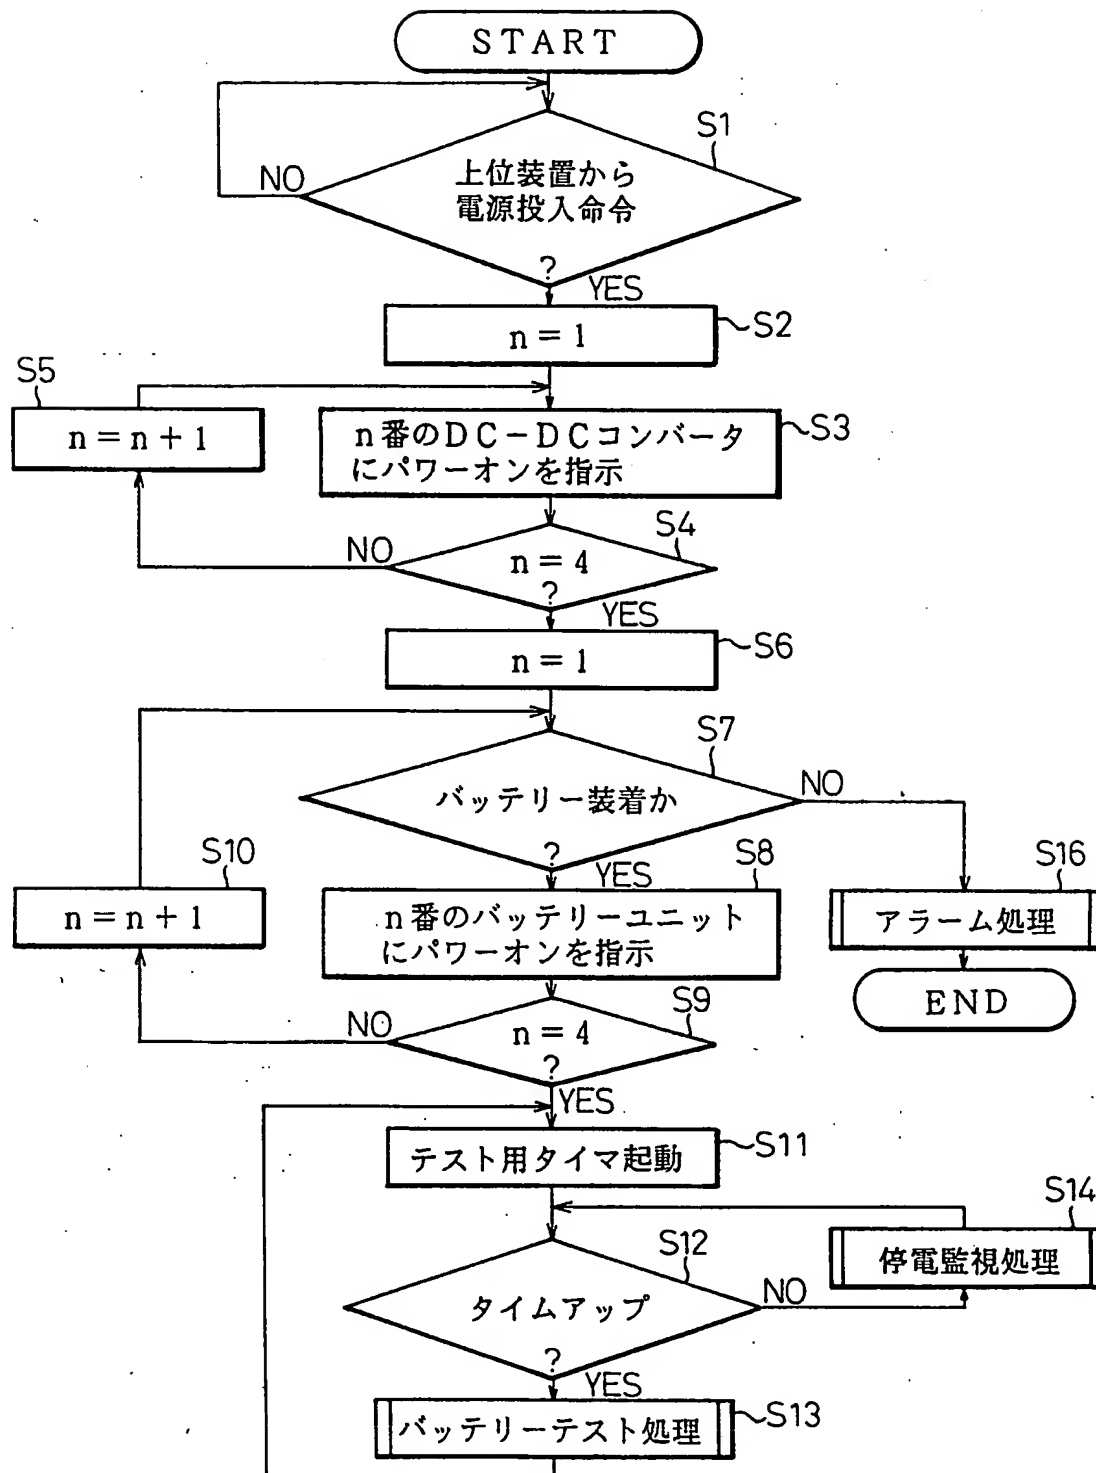 START
S1
NO
上位装置から
電源投入命令
?
YES
S2
n=1
S5
n=n+1
S3
n番のDC-DCコンバータ
にパワーオンを指示
S4
NO
n=4
?
YES
S6
n=1
S7
NO
バッテリー装着か
?
YES
S10
n=n+1
S8
n番のバッテリーユニット
にパワーオンを指示
S16
アラーム処理
END
S9
NO
n=4
?
YES
S11
テスト用タイマ起動
S14
停電監視処理
S12
NO
タイムアップ
?
YES
S13
バッテリーテスト処理